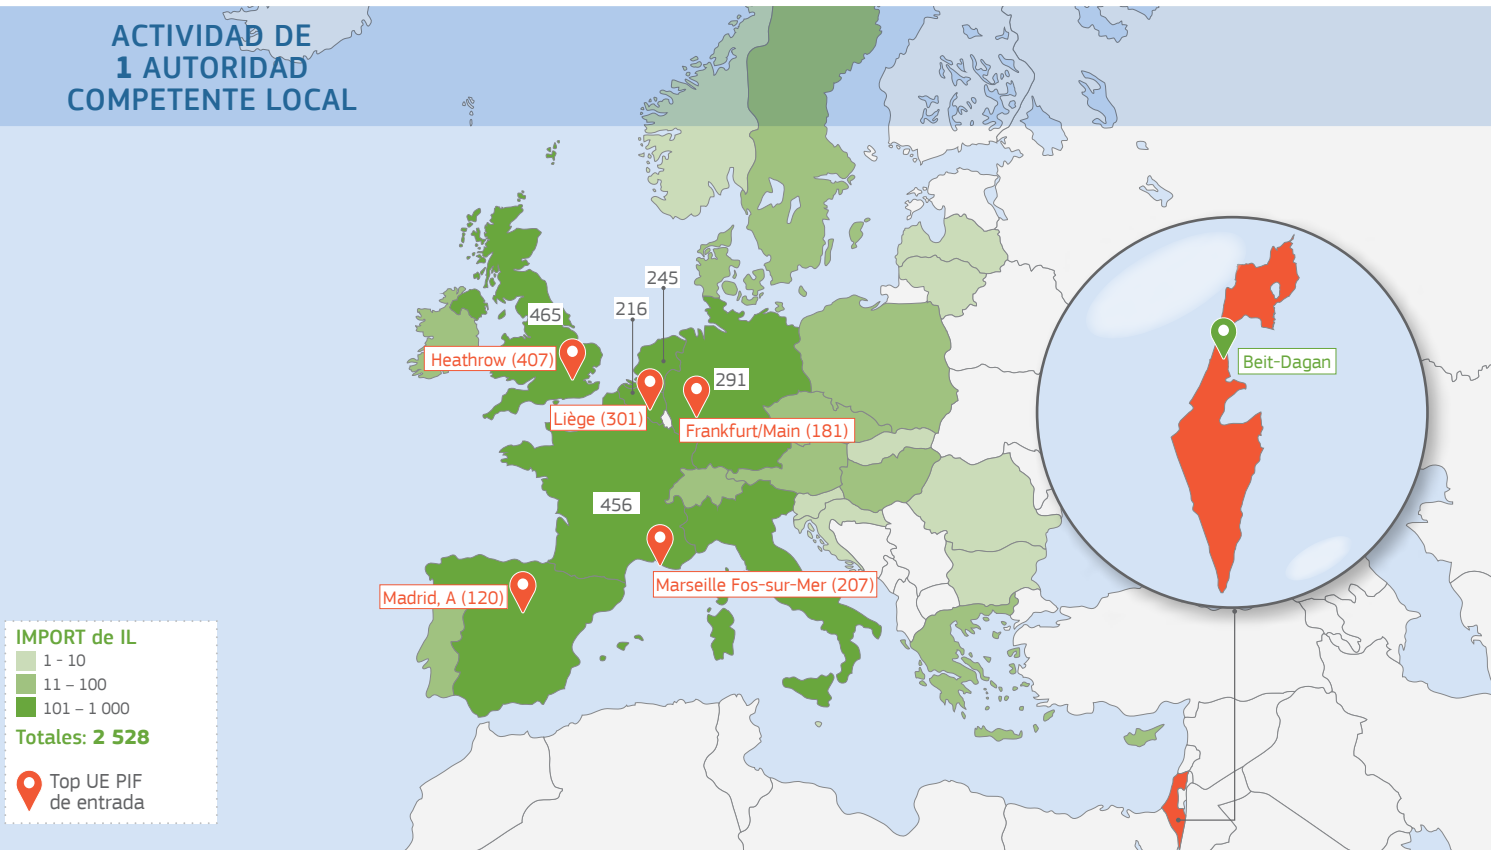 ACTIVIDAD DE
1 AUTORIDAD
COMPETENTE LOCAL
245
216
465
Heathrow (407)
291
Liège (301)
Frankfurt/Main (181)
456
Marseille Fos-sur-Mer (207)
Madrid, A (120)
Beit-Dagan
IMPORT de IL
1 - 10
11 – 100
101 – 1 000
Totales: 2 528
Top UE PIF
de entrada